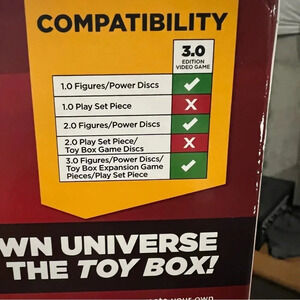 COMPATIBILITY
3.0
EDITION
VIDEO GAME
1.0 Figures/Power Discs
1.0 Play Set Piece
2.0 Figures/Power Discs
2.0 Play Set Piece/
Toy Box Game Discs
3.0 Figures/Power Discs/
Toy Box Expansion Game
Pieces/Play Set Piece
WN UNIVERSE
THE TOY BOX!
your own